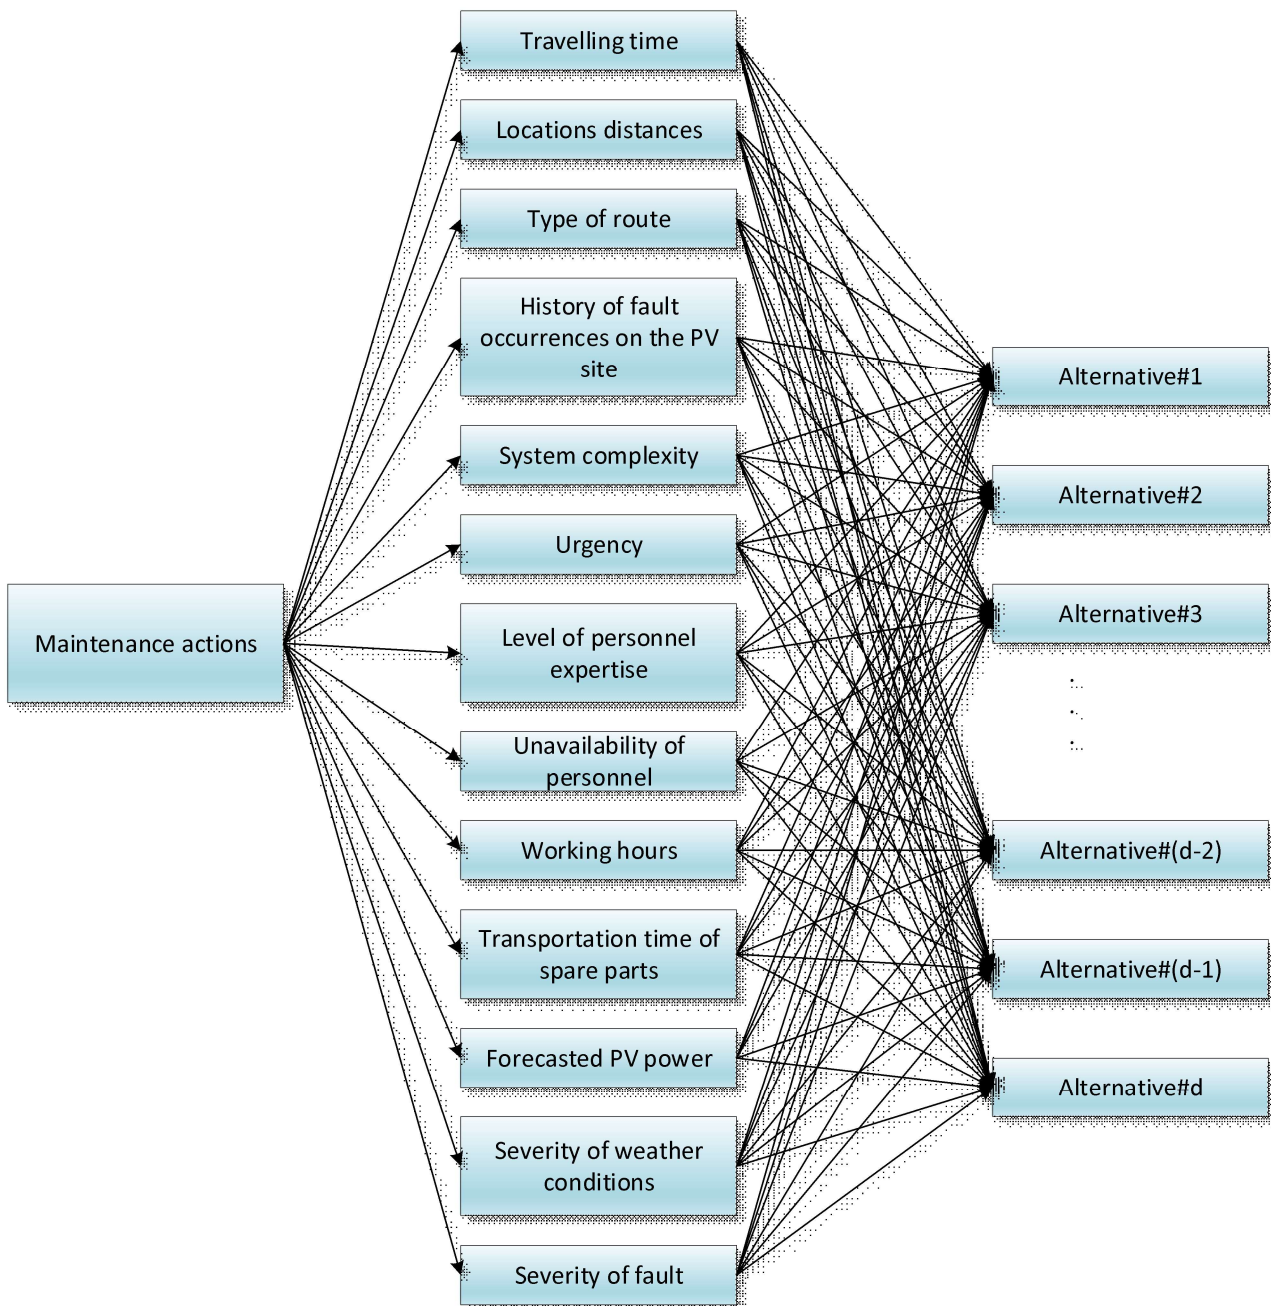 Travelling time
Locations distances
Type of route
History of fault
occurrences on the PV
site
System complexity
Urgency
Level of personnel
expertise
Unavailability of
personnel
Working hours
Transportation time of
spare parts
Forecasted PV power
Severity of weather
conditions
Severity of fault
Maintenance actions
Alternative#1
Alternative#2
Alternative#3
Alternative#(d-2)
Alternative#(d-1)
Alternative#d